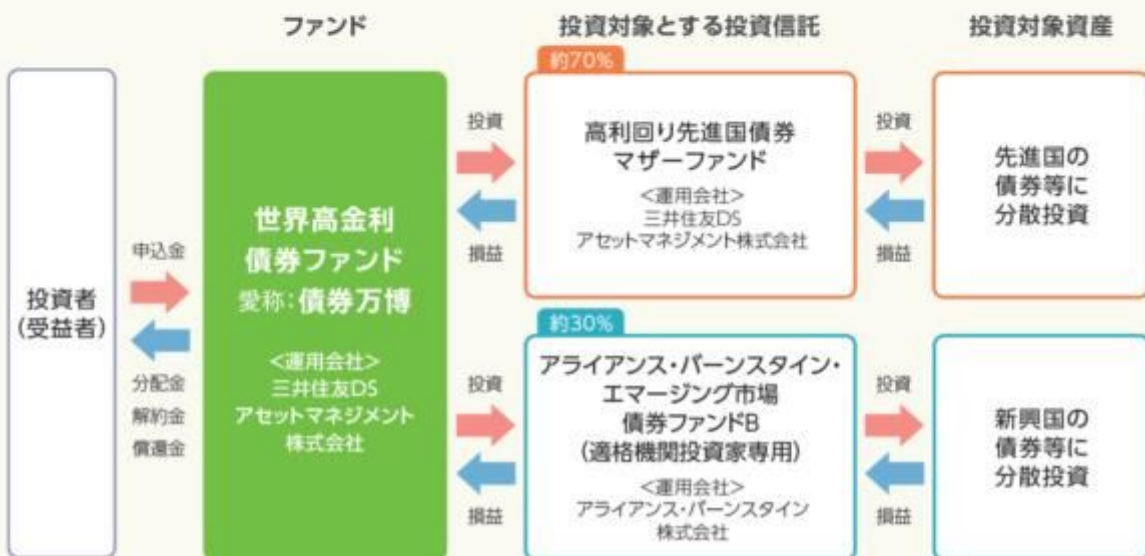 ファンド
投資対象とする投資信託
投資対象資産
投資者
(受益者)
申込金
分配金
解約金
償還金
世界高金利
債券ファンド
愛称:債券万博
<運用会社>
三井住友DS
アセットマネジメント
株式会社
投資
損益
約70%
高利回り先進国債券
マザーファンド
<運用会社>
三井住友DS
アセットマネジメント株式会社
投資
損益
先進国の
債券等に
分散投資
投資
損益
約30%
アライアンス・バーンスタイン・
エマージング市場
債券ファンドB
(適格機関投資家専用)
<運用会社>
アライアンス・バーンスタイン
株式会社
投資
損益
新興国の
債券等に
分散投資